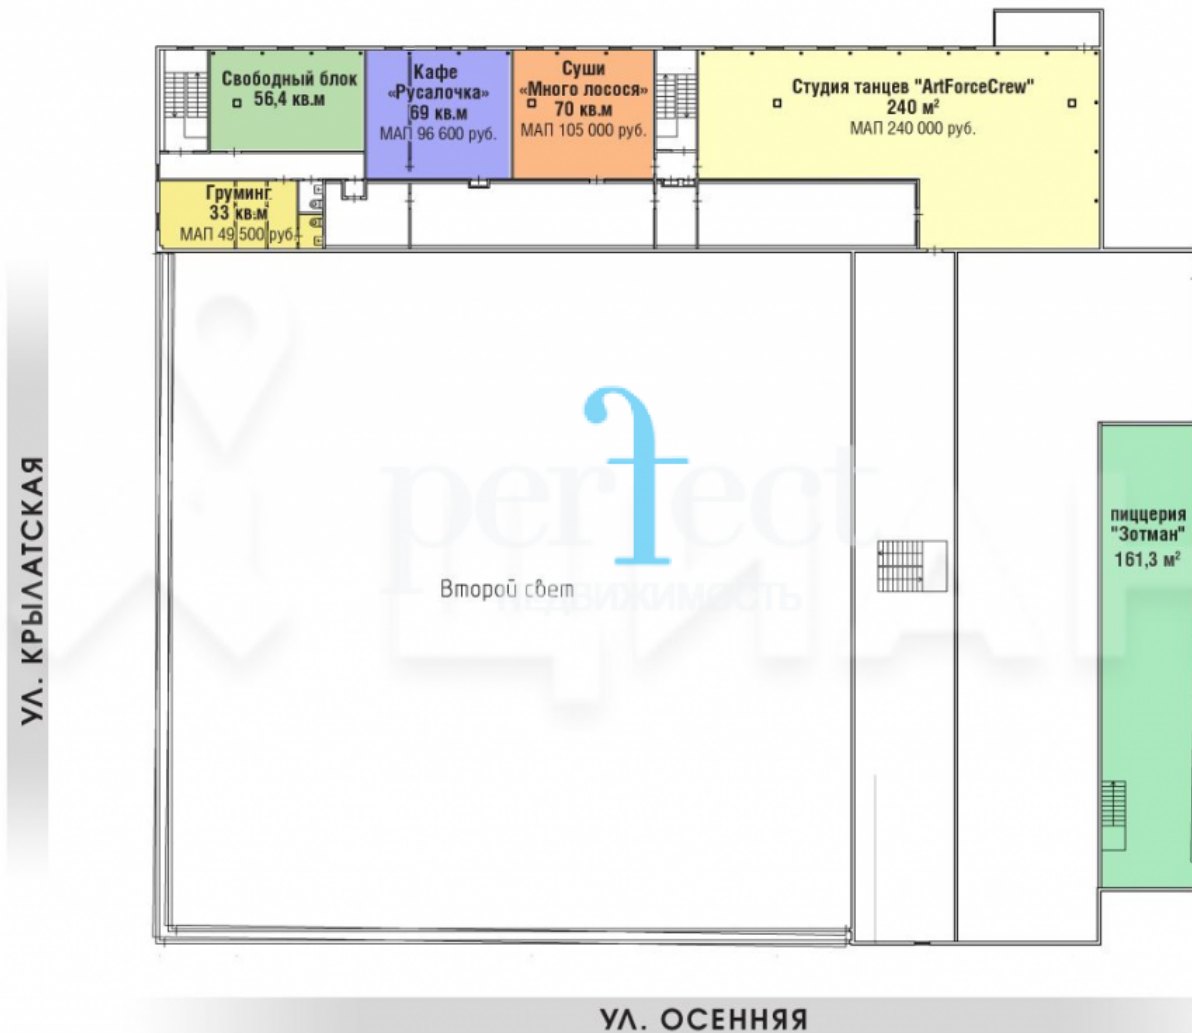 Свободный блок
56,4 кв.м
Кафе
«Русалочка»
69 кв.м
МАП 96 600 руб.
Суши
«Много лосося»
70 кв.м
МАП 105 000 руб.
Студия танцев "ArtForceCrew"
240 м²
МАП 240 000 руб.
Груминг
33 кв.м
МАП 49 500 руб.
УЛ. КРЫЛАТСКАЯ
perfect
НЕДВИЖИМОСТЬ
ЦИАН
Второй свет
пиццерия
"Зотман"
161,3 м²
УЛ. ОСЕННЯЯ